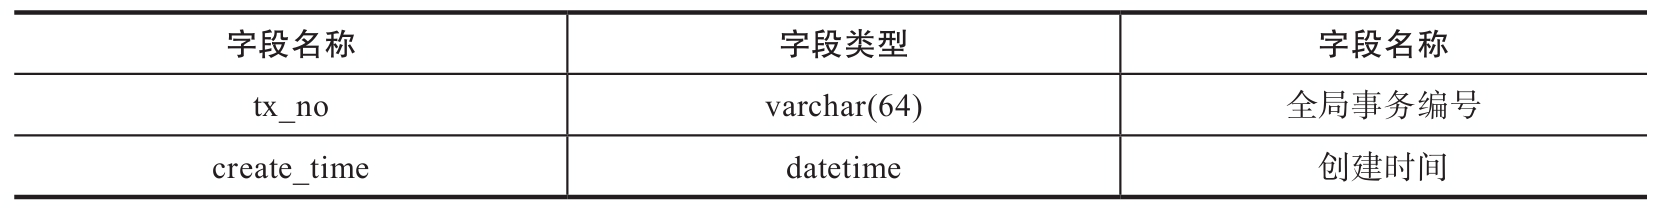 字段名称 字段类型 字段名称
tx_no varchar(64) 全局事务编号
create_time datetime 创建时间